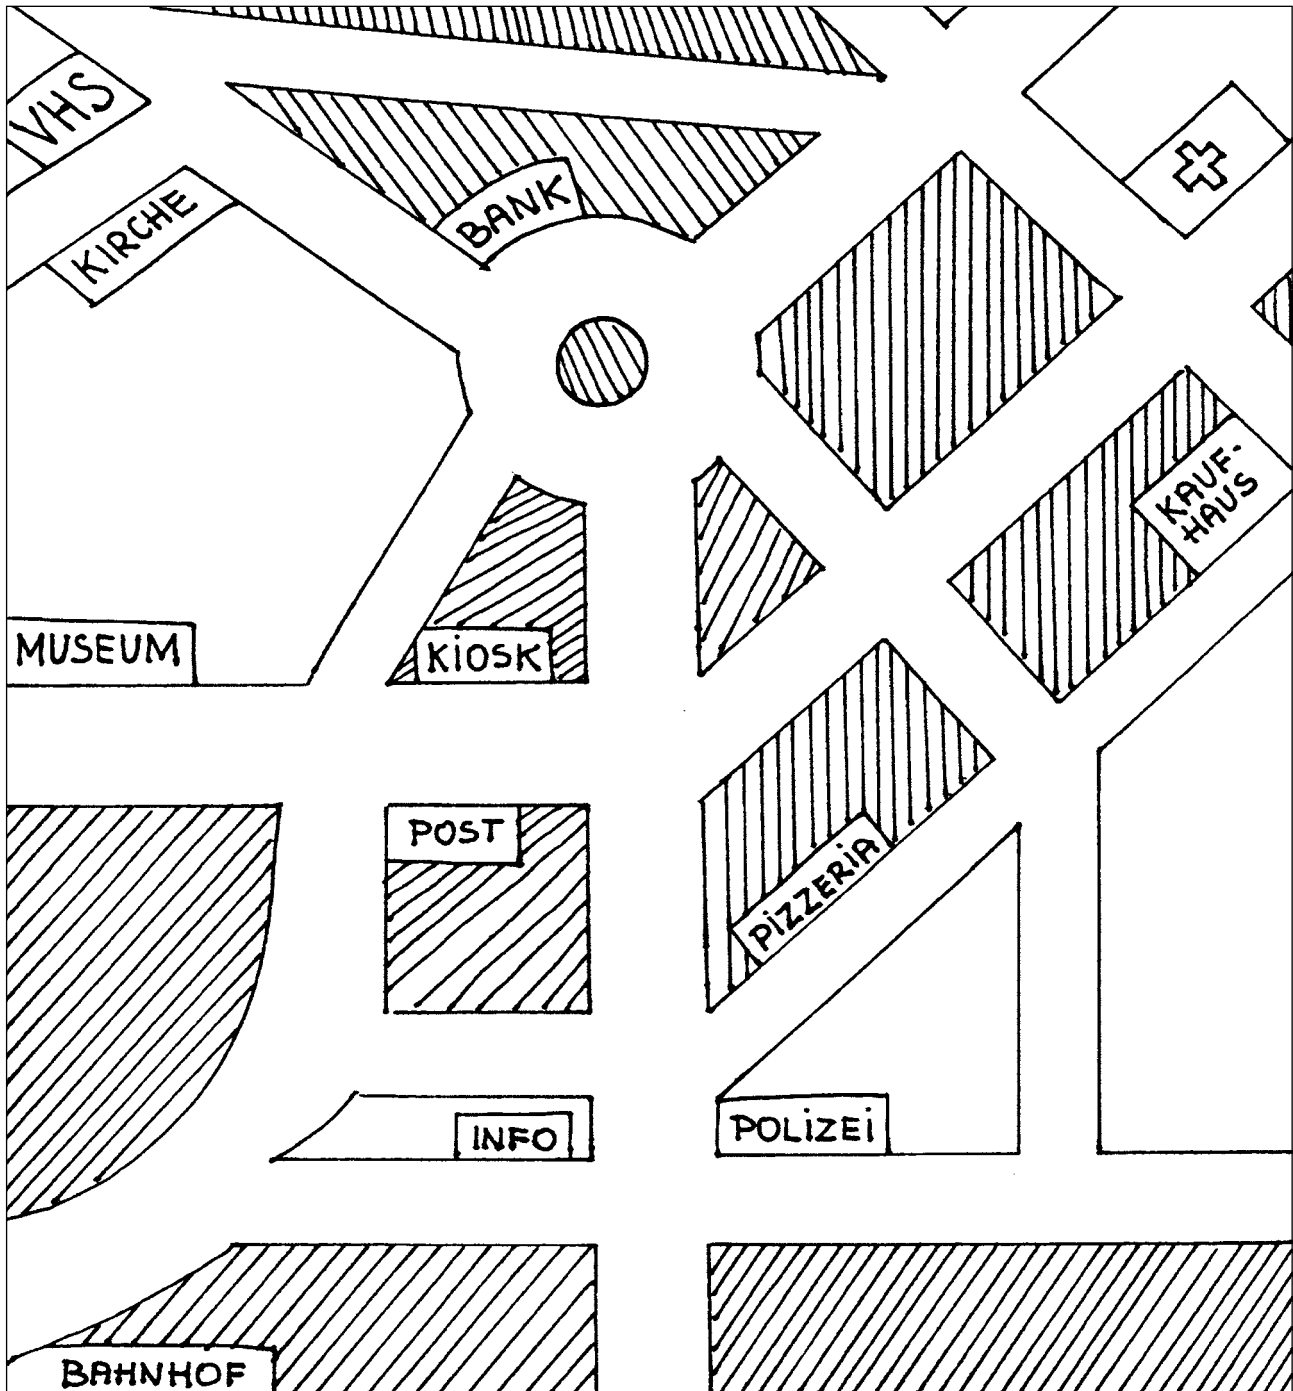 VHS
KIRCHE
BANK
KAUF-
HAUS
MUSEUM
KiOSK
POST
PiZZERiA
INFO
POLiZEi
BAHNHOF